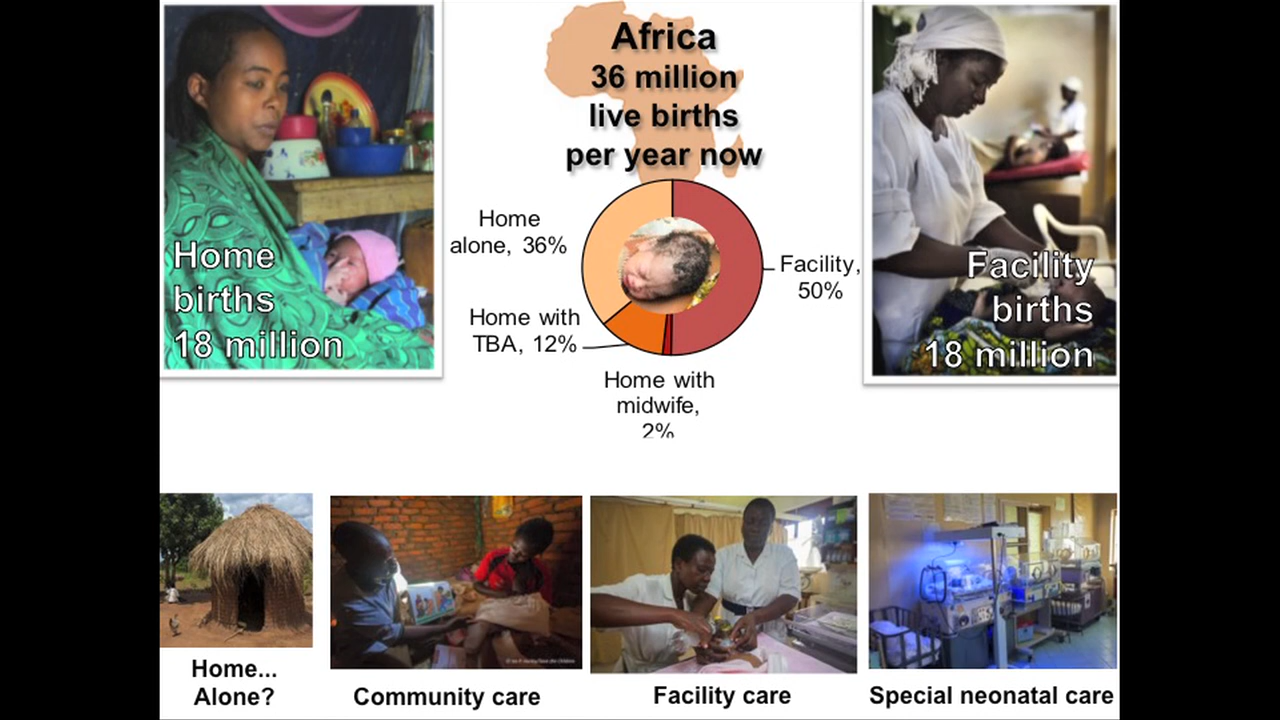 Africa
36 million
live births
per year now
Home
births
18 million
Home
alone, 36%
Home with
TBA, 12%
Home with
midwife,
2%
Facility,
50%
Facility
births
18 million
Home...
Alone?
Community care
Facility care
Special neonatal care